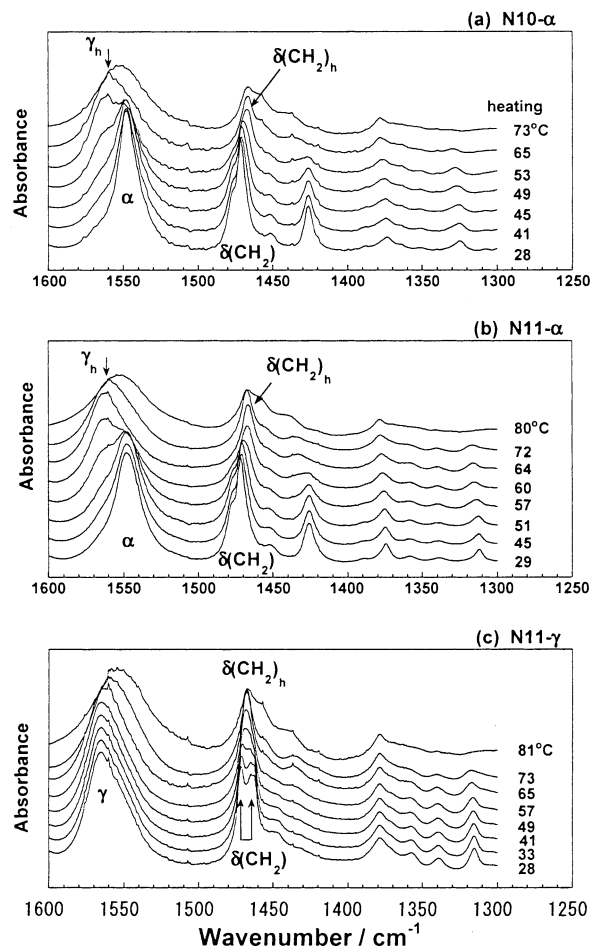 (a) N10-α
γh
δ(CH2)h
heating
73°C
65
53
49
45
41
28
α
δ(CH2)
Absorbance
1600 1550 1500 1450 1400 1350 1300 1250
(b) N11-α
γh
δ(CH2)h
80°C
72
64
60
57
51
45
29
α
δ(CH2)
Absorbance
1600 1550 1500 1450 1400 1350 1300 1250
(c) N11-γ
δ(CH2)h
81°C
73
65
57
49
41
33
28
γ
δ(CH2)
Absorbance
1600 1550 1500 1450 1400 1350 1300 1250
Wavenumber / cm-1